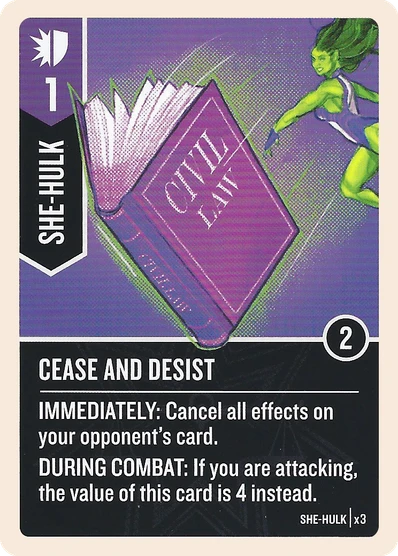 1
SHE-HULK
CIVIL
LAW
2
CEASE AND DESIST
IMMEDIATELY: Cancel all effects on
your opponent's card.
DURING COMBAT: If you are attacking,
the value of this card is 4 instead.
SHE-HULK | x3